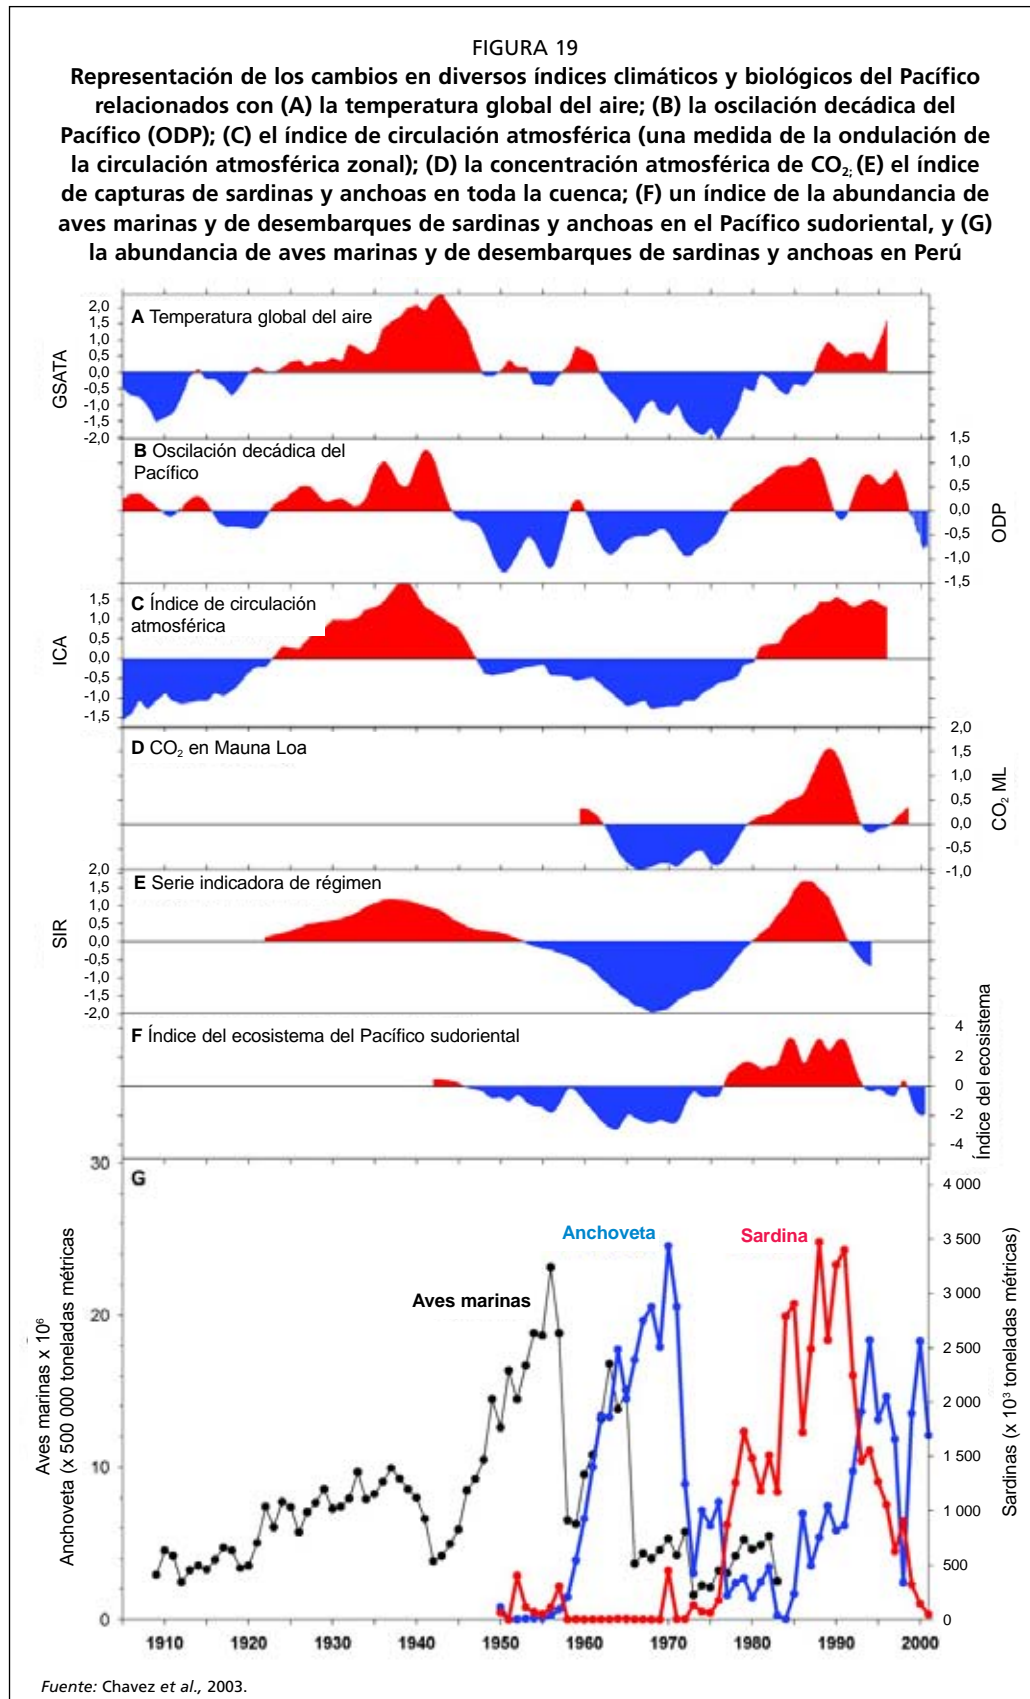 FIGURA 19
Representación de los cambios en diversos índices climáticos y biológicos del Pacífico
relacionados con (A) la temperatura global del aire; (B) la oscilación decádica del
Pacífico (ODP); (C) el índice de circulación atmosférica (una medida de la ondulación de
la circulación atmosférica zonal); (D) la concentración atmosférica de CO₂; (E) el índice
de capturas de sardinas y anchoas en toda la cuenca; (F) un índice de la abundancia de
aves marinas y de desembarques de sardinas y anchoas en el Pacífico sudoriental, y (G)
la abundancia de aves marinas y de desembarques de sardinas y anchoas en Perú
A Temperatura global del aire
GSATA
2,0
1,5
1,0
0,5
0,0
-0,5
-1,0
-1,5
-2,0
B Oscilación decádica del
Pacífico
1,5
1,0
0,5
0,0
-0,5
-1,0
-1,5
ODP
C Índice de circulación
atmosférica
ICA
1,5
1,0
0,5
0,0
-0,5
-1,0
-1,5
D CO₂ en Mauna Loa
2,0
1,5
1,0
0,5
0,0
-0,5
-1,0
CO₂ ML
E Serie indicadora de régimen
SIR
2,0
1,5
1,0
0,5
0,0
-0,5
-1,0
-1,5
-2,0
F Índice del ecosistema del Pacífico sudoriental
4
2
0
-2
-4
Índice del ecosistema
G
Aves marinas x 10⁶
Anchoveta (x 500 000 toneladas métricas
30
20
10
0
Aves marinas
Anchoveta
Sardina
4 000
3 500
3 000
2 500
2 000
1 500
1 000
500
0
Sardinas (x 10³ toneladas métricas)
1910 1920 1930 1940 1950 1960 1970 1980 1990 2000
Fuente: Chavez et al., 2003.